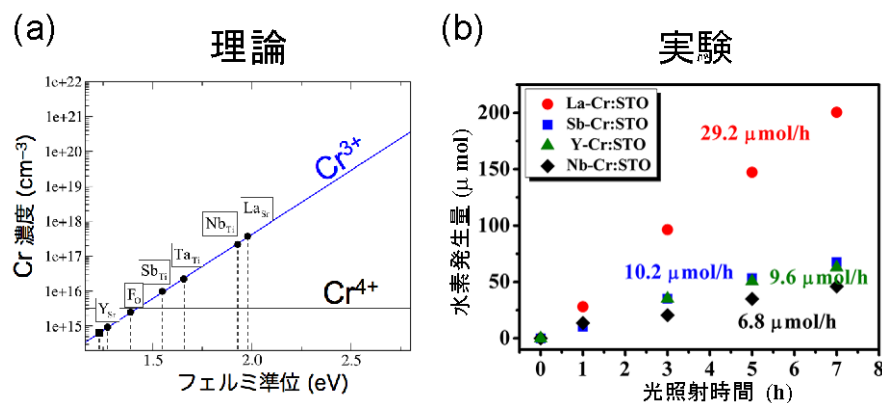 (a)
理論
1e+22
1e+21
1e+20
1e+19
1e+18
1e+17
1e+16
1e+15
Cr 濃度 (cm⁻³)
Cr³⁺
Cr⁴⁺
Y_Sr
F_O
Sb_Ti
Ta_Ti
Nb_Ti
La_Sr
1.5
2.0
2.5
フェルミ準位 (eV)
(b)
実験
La-Cr:STO
Sb-Cr:STO
Y-Cr:STO
Nb-Cr:STO
200
150
100
50
0
水素発生量(μ mol)
29.2 μmol/h
10.2 μmol/h
9.6 μmol/h
6.8 μmol/h
0 1 2 3 4 5 6 7 8
光照射時間 (h)